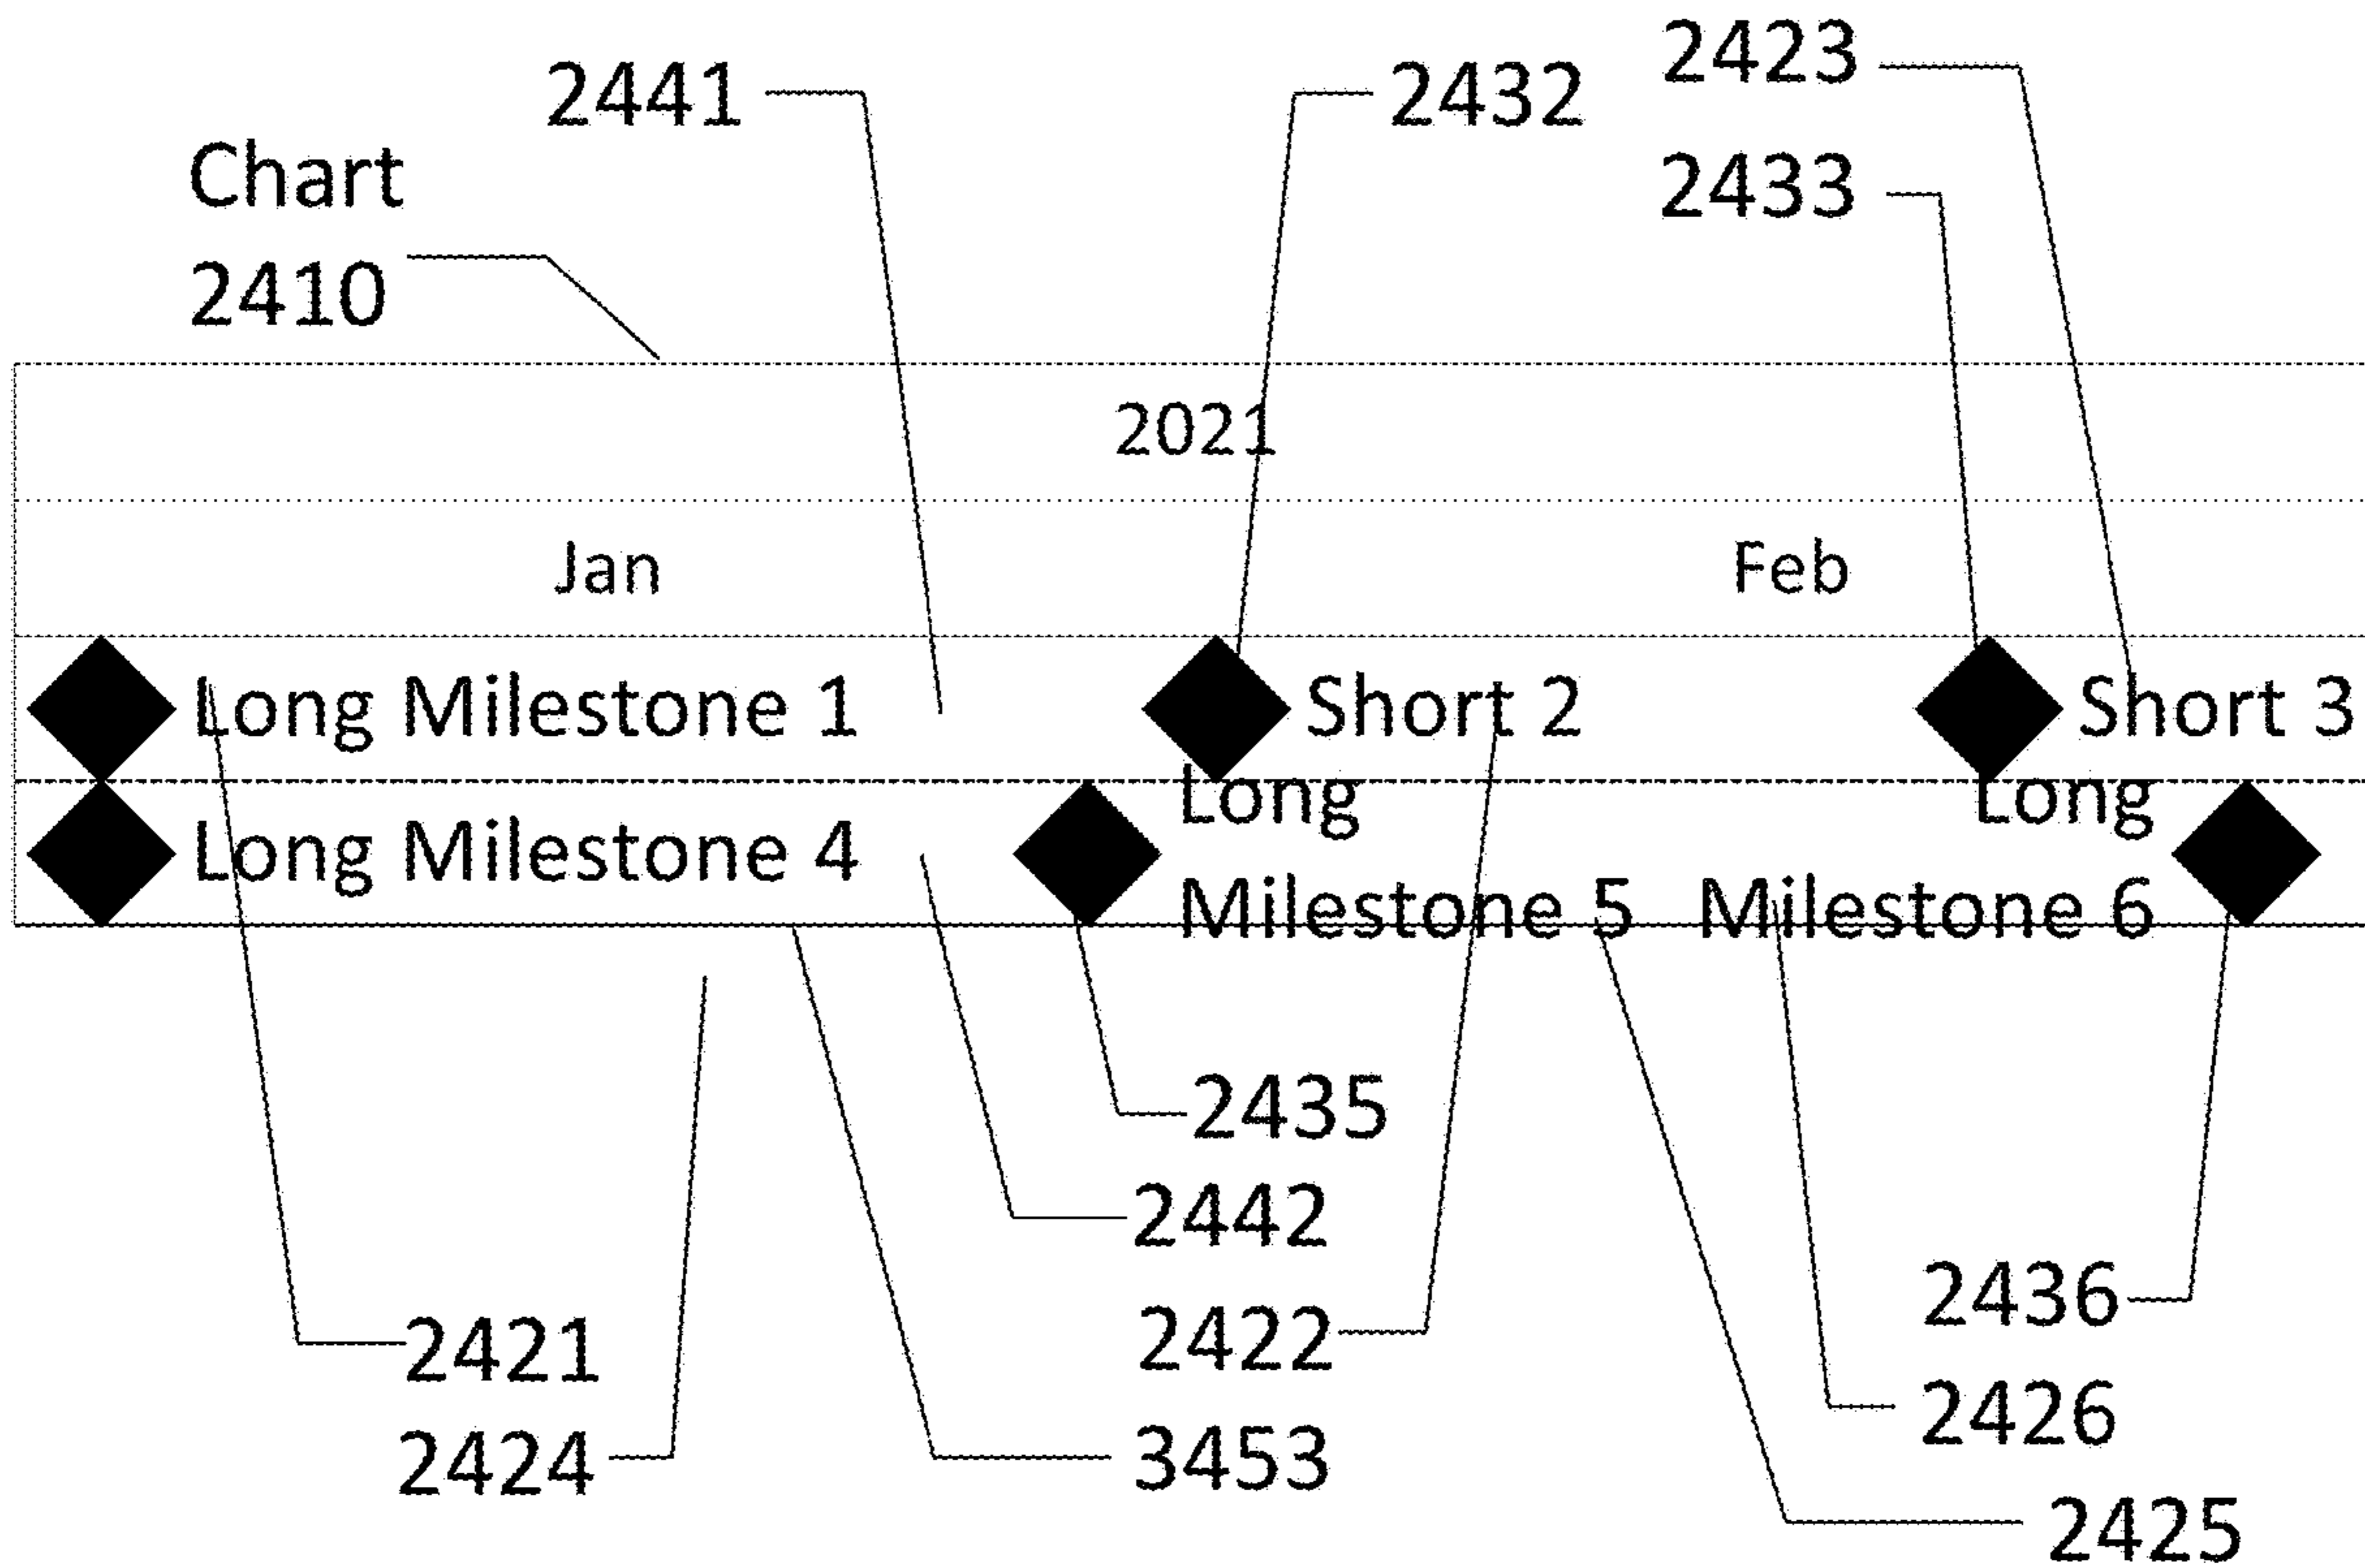 2423
2441
2432
Chart
2433
2410
2021
Jan
Feb
Long Milestone 1
Short 2
Short 3
Long
Milestone 5
Long
Milestone 6
Long Milestone 4
2435
2442
2436
2422
2421
2426
2424
3453
2425